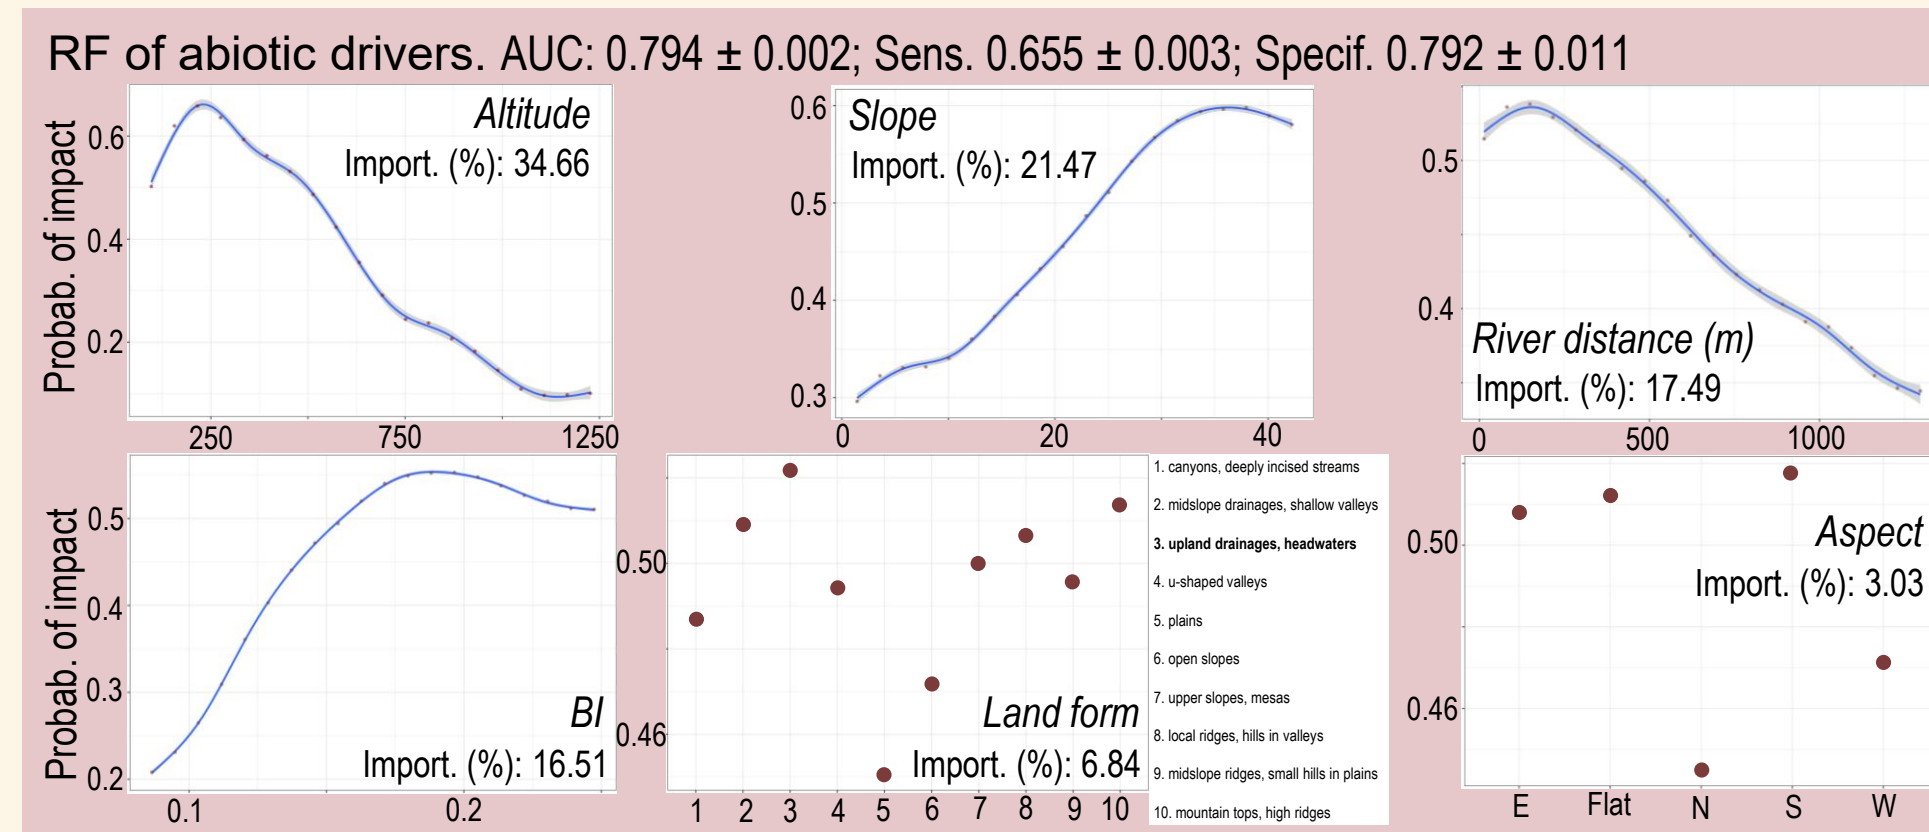 RF of abiotic drivers. AUC: 0.794 ± 0.002; Sens. 0.655 ± 0.003; Specif. 0.792 ± 0.011
Probab. of impact
0.6
0.4
0.2
Altitude
Import. (%): 34.66
250 750 1250
0.6
0.5
0.4
0.3
Slope
Import. (%): 21.47
0 20 40
0.5
0.4
River distance (m)
Import. (%): 17.49
0 500 1000
Probab. of impact
0.5
0.4
0.3
0.2
BI
Import. (%): 16.51
0.1 0.2
0.50
0.46
Land form
Import. (%): 6.84
1 2 3 4 5 6 7 8 9 10
1. canyons, deeply incised streams
2. midslope drainages, shallow valleys
3. upland drainages, headwaters
4. u-shaped valleys
5. plains
6. open slopes
7. upper slopes, mesas
8. local ridges, hills in valleys
9. midslope ridges, small hills in plains
10. mountain tops, high ridges
0.50
0.46
Aspect
Import. (%): 3.03
E Flat N S W